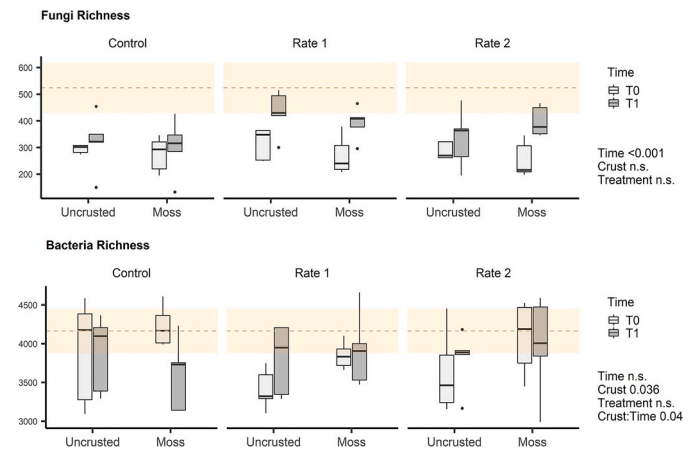 Fungi Richness
Control Rate 1 Rate 2
600
500
400
300
200
Uncrusted Moss Uncrusted Moss Uncrusted Moss
Time
T0
T1
Time <0.001
Crust n.s.
Treatment n.s.
Bacteria Richness
Control Rate 1 Rate 2
4500
4000
3500
3000
Uncrusted Moss Uncrusted Moss Uncrusted Moss
Time
T0
T1
Time n.s.
Crust 0.036
Treatment n.s.
Crust:Time 0.04